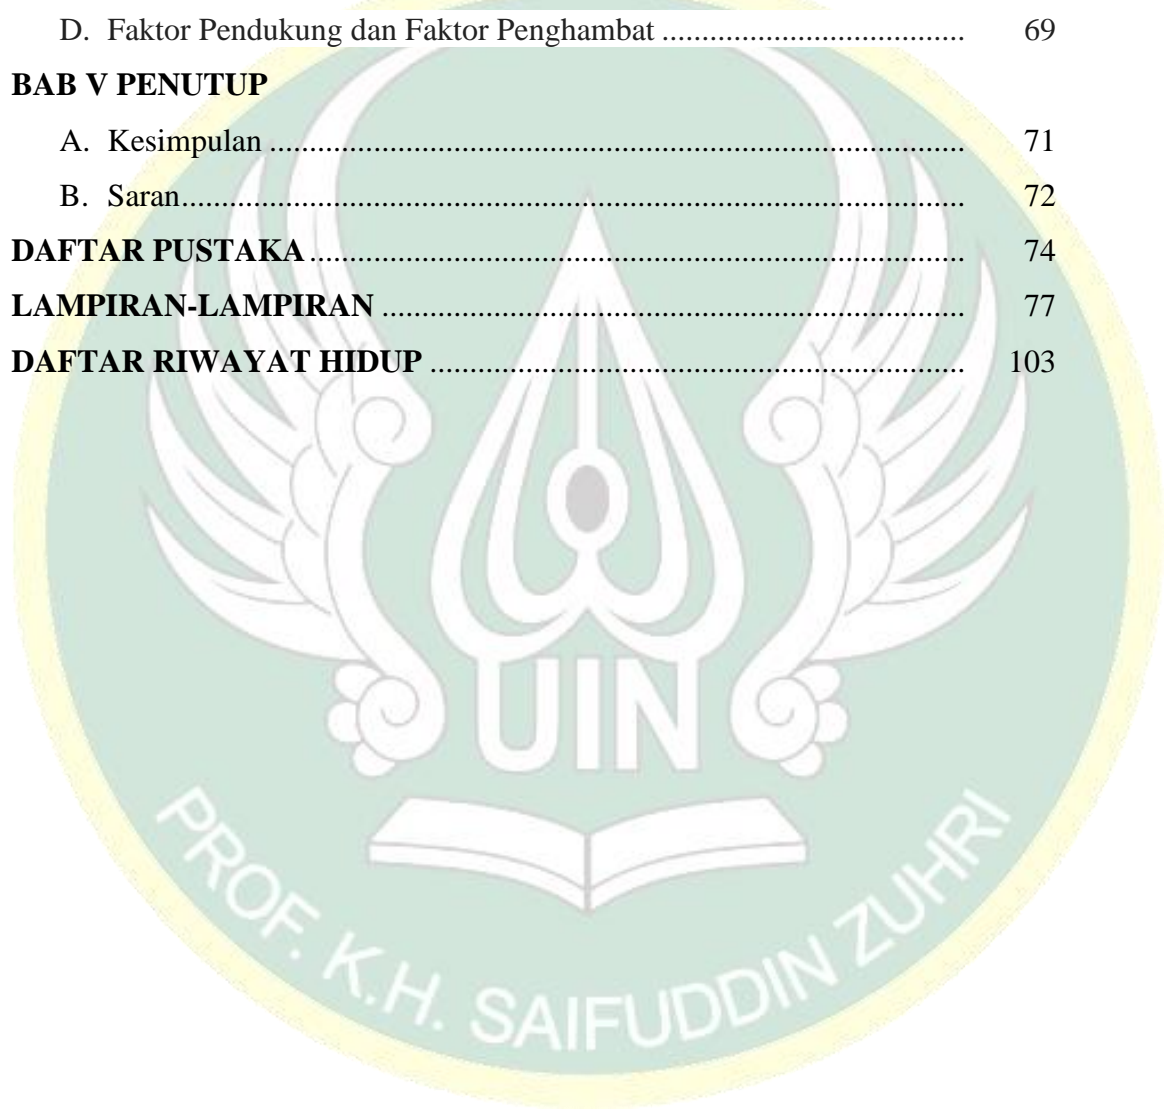 D. Faktor Pendukung dan Faktor Penghambat ...................................... 69
BAB V PENUTUP
A. Kesimpulan ....................................................................................... 71
B. Saran.................................................................................................. 72
DAFTAR PUSTAKA .................................................................................. 74
LAMPIRAN-LAMPIRAN ......................................................................... 77
DAFTAR RIWAYAT HIDUP ................................................................... 103
UIN
PROF. K.H. SAIFUDDIN ZUHRI